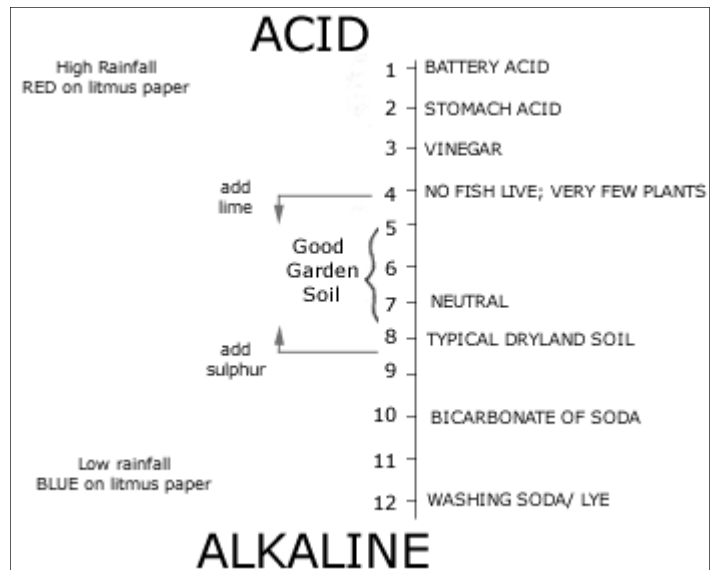 ACID
High Rainfall
RED on litmus paper
1 BATTERY ACID
2 STOMACH ACID
3 VINEGAR
add
lime
4 NO FISH LIVE; VERY FEW PLANTS
5
Good
Garden
Soil
6
7 NEUTRAL
8 TYPICAL DRYLAND SOIL
add
sulphur
9
10 BICARBONATE OF SODA
11
Low rainfall
BLUE on litmus paper
12 WASHING SODA/ LYE
ALKALINE